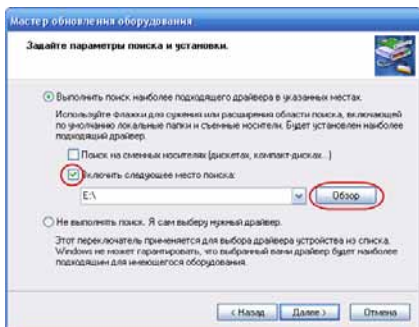 Мастер обновления оборудования
Задайте параметры поиска и установки.
Выполнить поиск наиболее подходящего драйвера в указанных местах.
Используйте флажки для сужения или расширения области поиска, включающей
по умолчанию локальные папки и съемные носители. Будет установлен наиболее
подходящий драйвер.
Поиск на сменных носителях (дискетах, компакт-дисках...)
Включить следующее место поиска:
E:\
Обзор
Не выполнять поиск. Я сам выберу нужный драйвер.
Этот переключатель применяется для выбора драйвера устройства из списка.
Windows не может гарантировать, что выбранный вами драйвер будет наиболее
подходящим для имеющегося оборудования.
< Назад
Далее >
Отмена